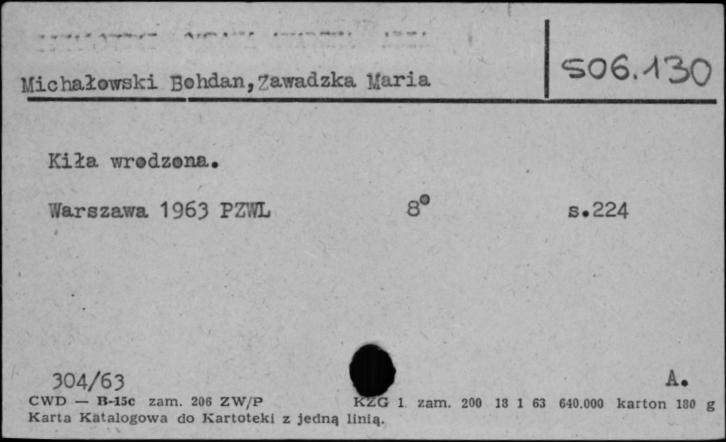 Michałowski Bohdan, Zawadzka Maria
S06.130
Kiła wrodzona.
Warszawa 1963 PZWL 8° s.224
304/63 A.
CWD — B-15c zam. 206 ZW/P KZG 1 zam. 200 18 1 63 640.000 karton 180 g
Karta Katalogowa do Kartoteki z jedną linią.